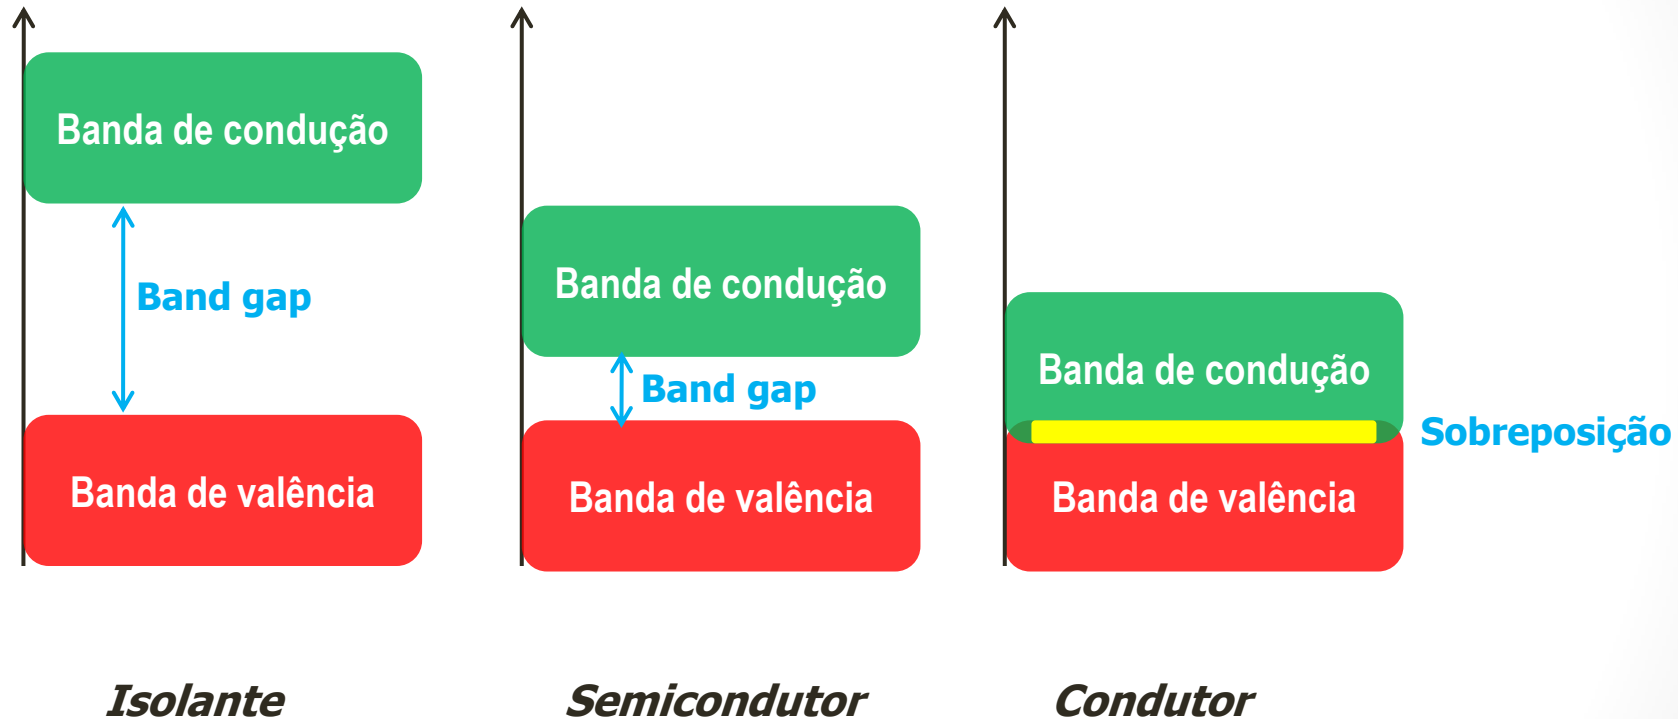 Banda de condução
Band gap
Banda de valência
Isolante
Banda de condução
Band gap
Banda de valência
Semicondutor
Banda de condução
Sobreposição
Banda de valência
Condutor